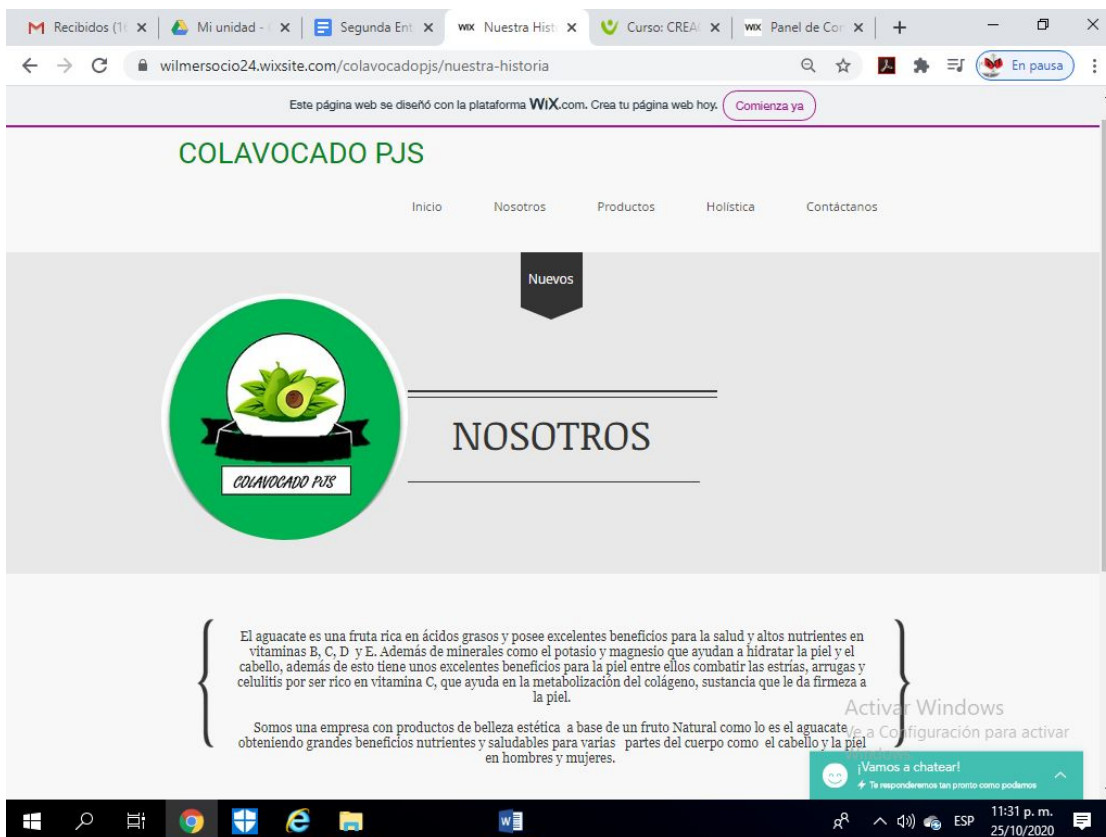 Recibidos (1
Mi unidad -
Segunda Ent
WIX Nuestra Hist
Curso: CREA
WIX Panel de Con
wilmersocio24.wixsite.com/colavocadopjs/nuestra-historia
En pausa
Este página web se diseñó con la plataforma WiX.com. Crea tu página web hoy. Comienza ya
COLAVOCADO PJS
Inicio Nosotros Productos Holística Contáctanos
Nuevos
NOSOTROS
COLAVOCADO PJS
El aguacate es una fruta rica en ácidos grasos y posee excelentes beneficios para la salud y altos nutrientes en
vitaminas B, C, D y E. Además de minerales como el potasio y magnesio que ayudan a hidratar la piel y el
cabello, además de esto tiene unos excelentes beneficios para la piel entre ellos combatir las estrías, arrugas y
celulitis por ser rico en vitamina C, que ayuda en la metabolización del colágeno, sustancia que le da firmeza a
la piel.
Somos una empresa con productos de belleza estética a base de un fruto Natural como lo es el aguacate
obteniendo grandes beneficios nutrientes y saludables para varias partes del cuerpo como el cabello y la piel
en hombres y mujeres.
Activar Windows
Ve a Configuración para activar
¡Vamos a chatear!
Te responderemos tan pronto como podamos
ESP
11:31 p. m.
25/10/2020